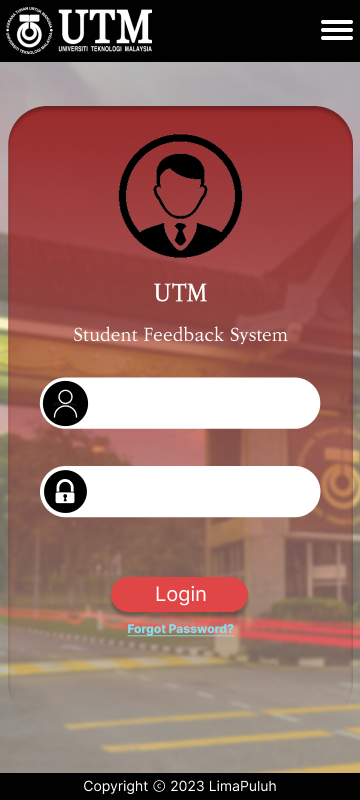 UTM
UNIVERSITI TEKNOLOGI MALAYSIA
UTM
Student Feedback System
Login
Forgot Password?
Copyright © 2023 LimaPuluh